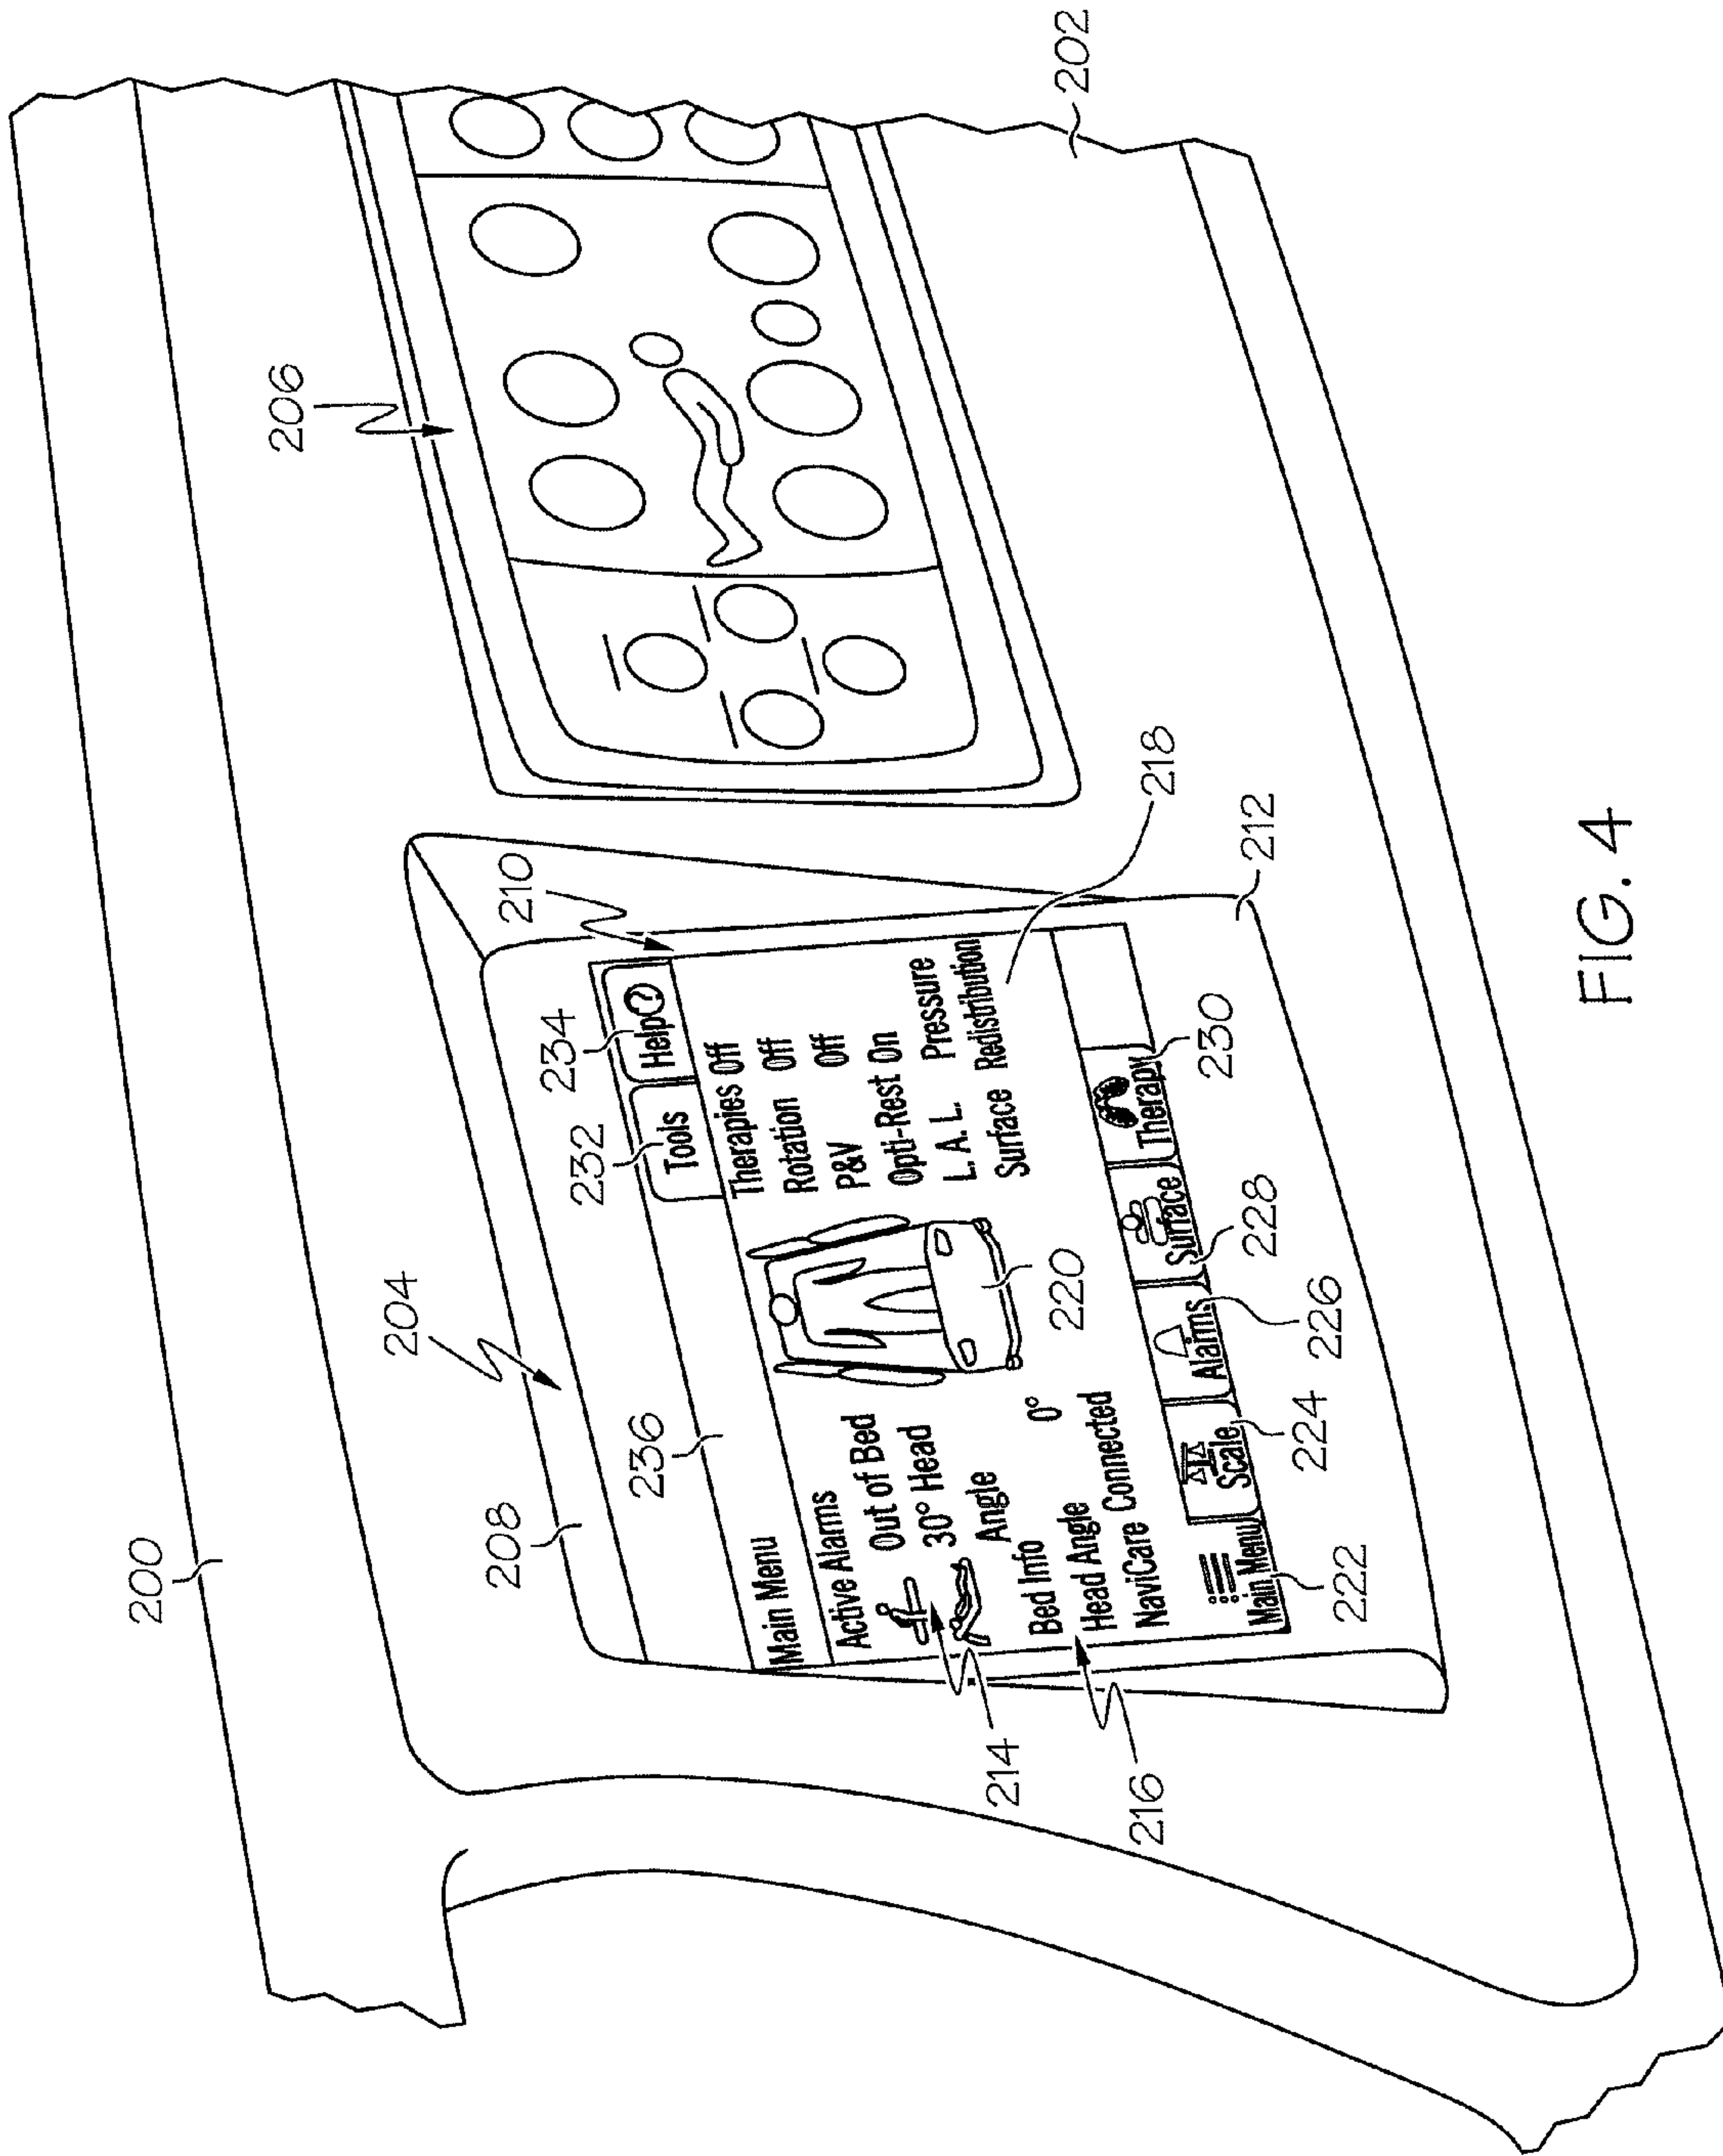 200
202
204
206
208
210
212
232
234
236
Tools
Help?
Main Menu
Active Alarms
Out of Bed
30° Head
Angle
Bed Info
Head Angle 0°
NaviCare Connected
Therapies Off
Rotation Off
P&V Off
Opti-Rest On
L. A. L. Pressure
Surface Redistribution
Main Menu
Scale
Alarms
Surface
Therapy
214
216
218
220
222
224
226
228
230
FIG. 4